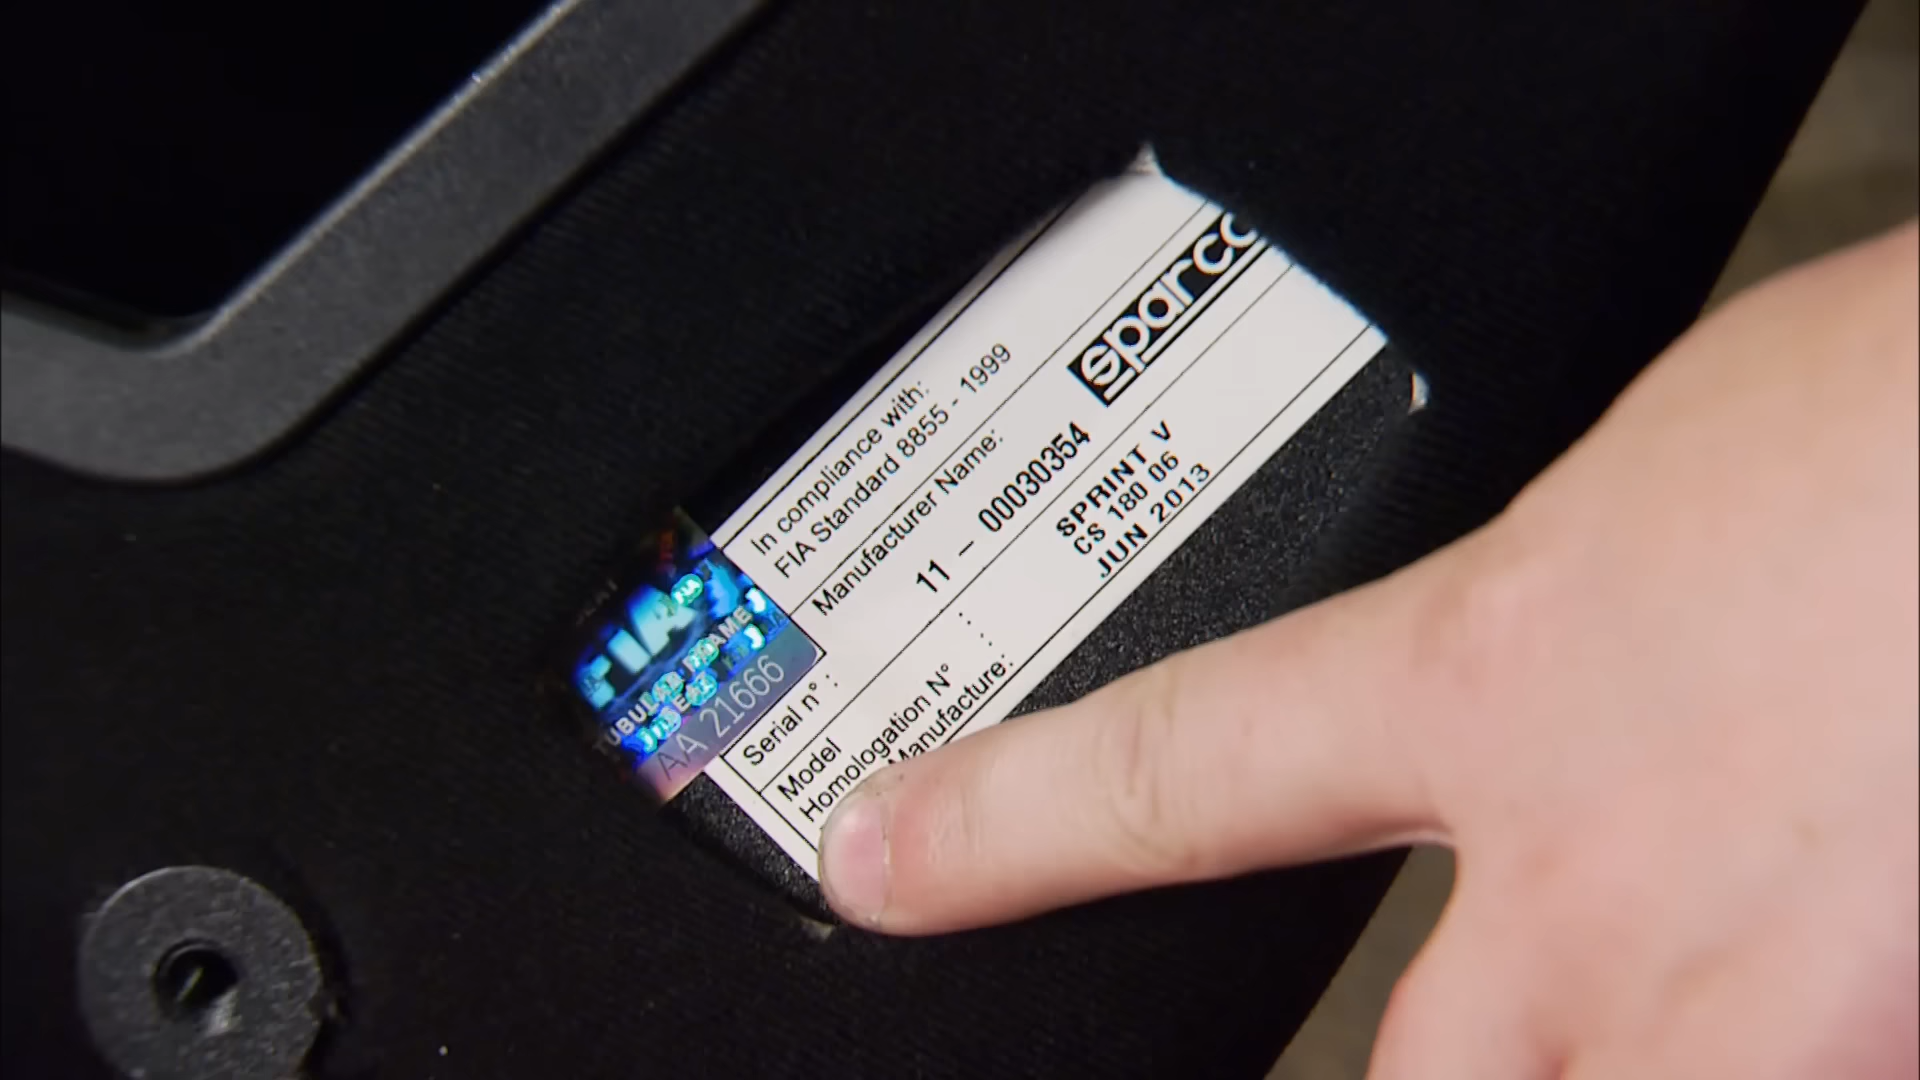 In compliance with:
FIA Standard 8855 - 1999
Manufacturer Name:
sparco
Serial n° : 11 - 00030354
Model : SPRINT V
Homologation N° : CS 180 06
Manufacture: JUN 2013
FIA
TUBULAR FRAME
SEAT
AA 21666